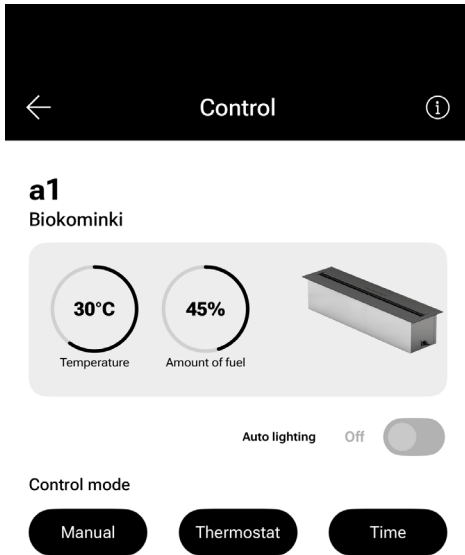 Control
a1
Biokominki
30°C
45%
Temperature
Amount of fuel
Auto lighting Off
Control mode
Manual Thermostat Time